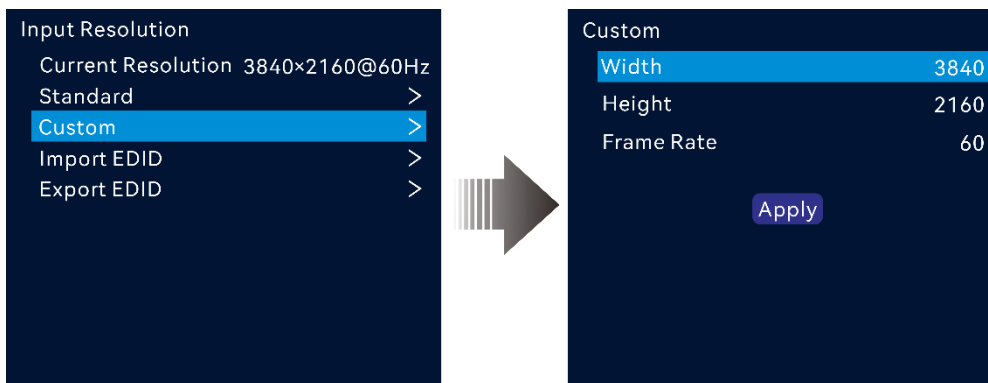 Input Resolution
Current Resolution 3840×2160@60Hz
Standard >
Custom >
Import EDID >
Export EDID >
Custom
Width 3840
Height 2160
Frame Rate 60
Apply